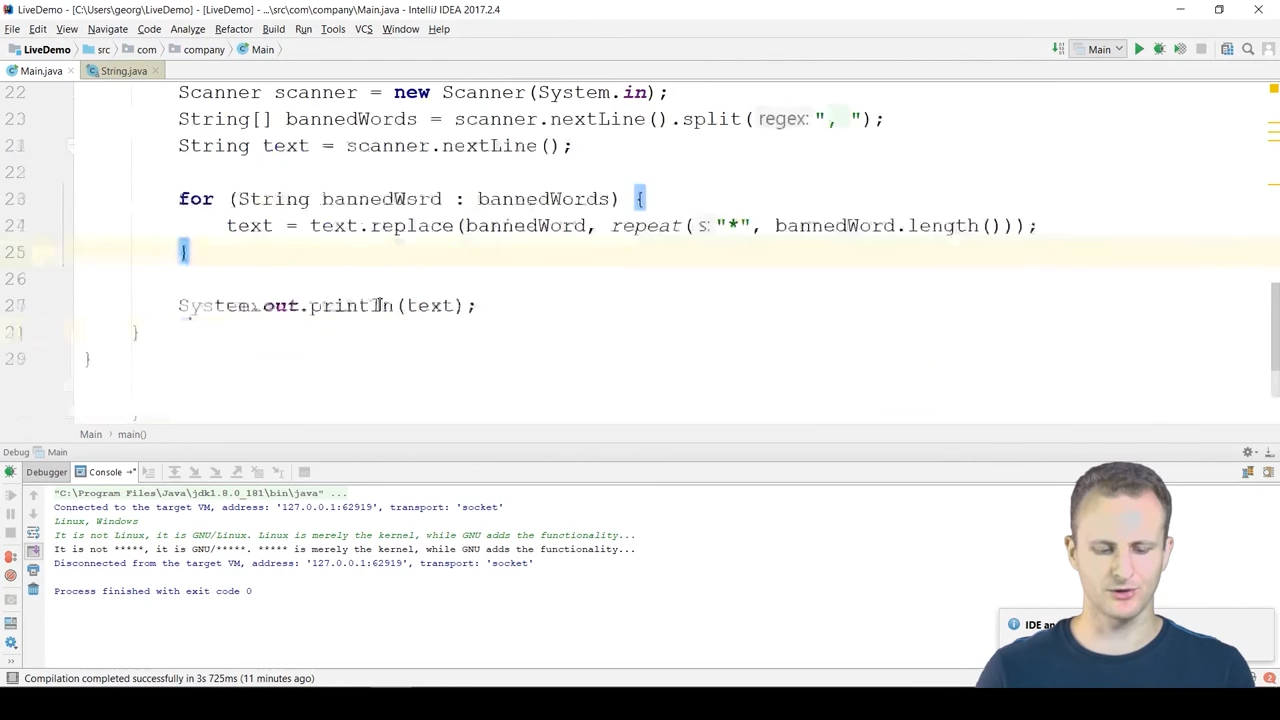 LiveDemo - [C:\Users\georg\LiveDemo] - [LiveDemo] - ...\src\com\company\Main.java - IntelliJ IDEA 2017.2.4
File Edit View Navigate Code Analyze Refactor Build Run Tools VCS Window Help
LiveDemo src com company Main Main
Main.java String.java
22 Scanner scanner = new Scanner(System.in);
23 String[] bannedWords = scanner.nextLine().split( regex: ", ");
21 String text = scanner.nextLine();
22
23 for (String bannedWord : bannedWords) {
24 text = text.replace(bannedWord, repeat( s: "*", bannedWord.length()));
25 }
26
27 System.out.println(text);
}
29 }
}
Main main()
Debug Main
Debugger Console
"C:\Program Files\Java\jdk1.8.0_181\bin\java" ...
Connected to the target VM, address: '127.0.0.1:62919', transport: 'socket'
Linux, Windows
It is not Linux, it is GNU/Linux. Linux is merely the kernel, while GNU adds the functionality...
It is not *****, it is GNU/*****. ***** is merely the kernel, while GNU adds the functionality...
Disconnected from the target VM, address: '127.0.0.1:62919', transport: 'socket'
Process finished with exit code 0
IDE
Compilation completed successfully in 3s 725ms (11 minutes ago)
2